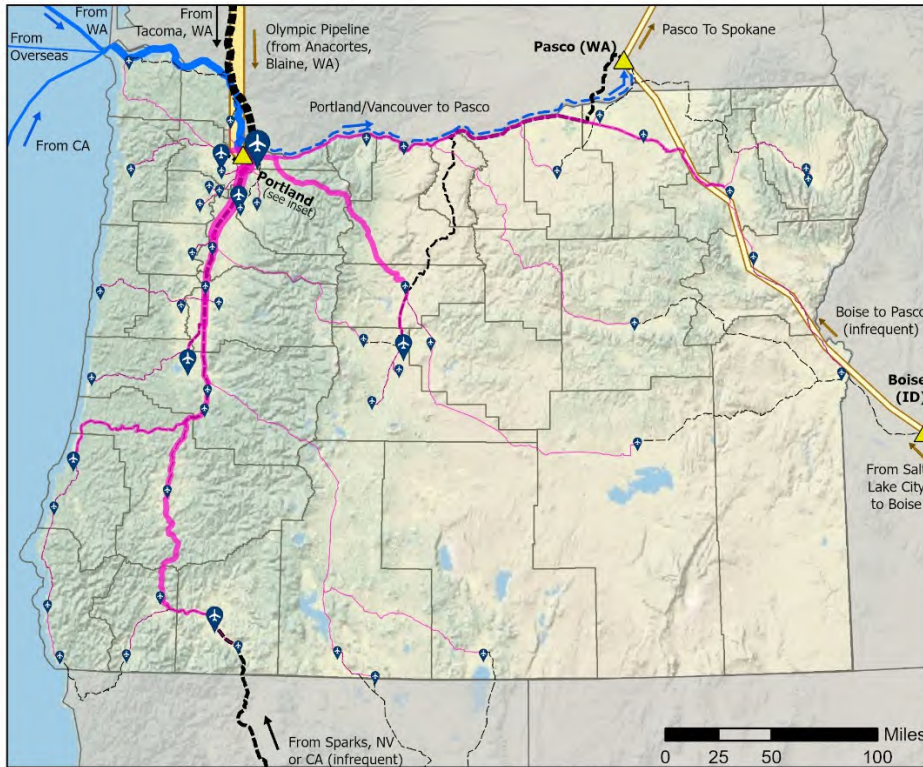 From
WA
From
Tacoma, WA
From
Overseas
From CA
Olympic Pipeline
(from Anacortes,
Blaine, WA)
Pasco (WA)
Pasco To Spokane
Portland/Vancouver to Pasco
Portland
(see inset)
Boise to Pasco
(infrequent)
Boise
(ID)
From Salt
Lake City
to Boise
From Sparks, NV
or CA (infrequent)
Miles
0 25 50 100